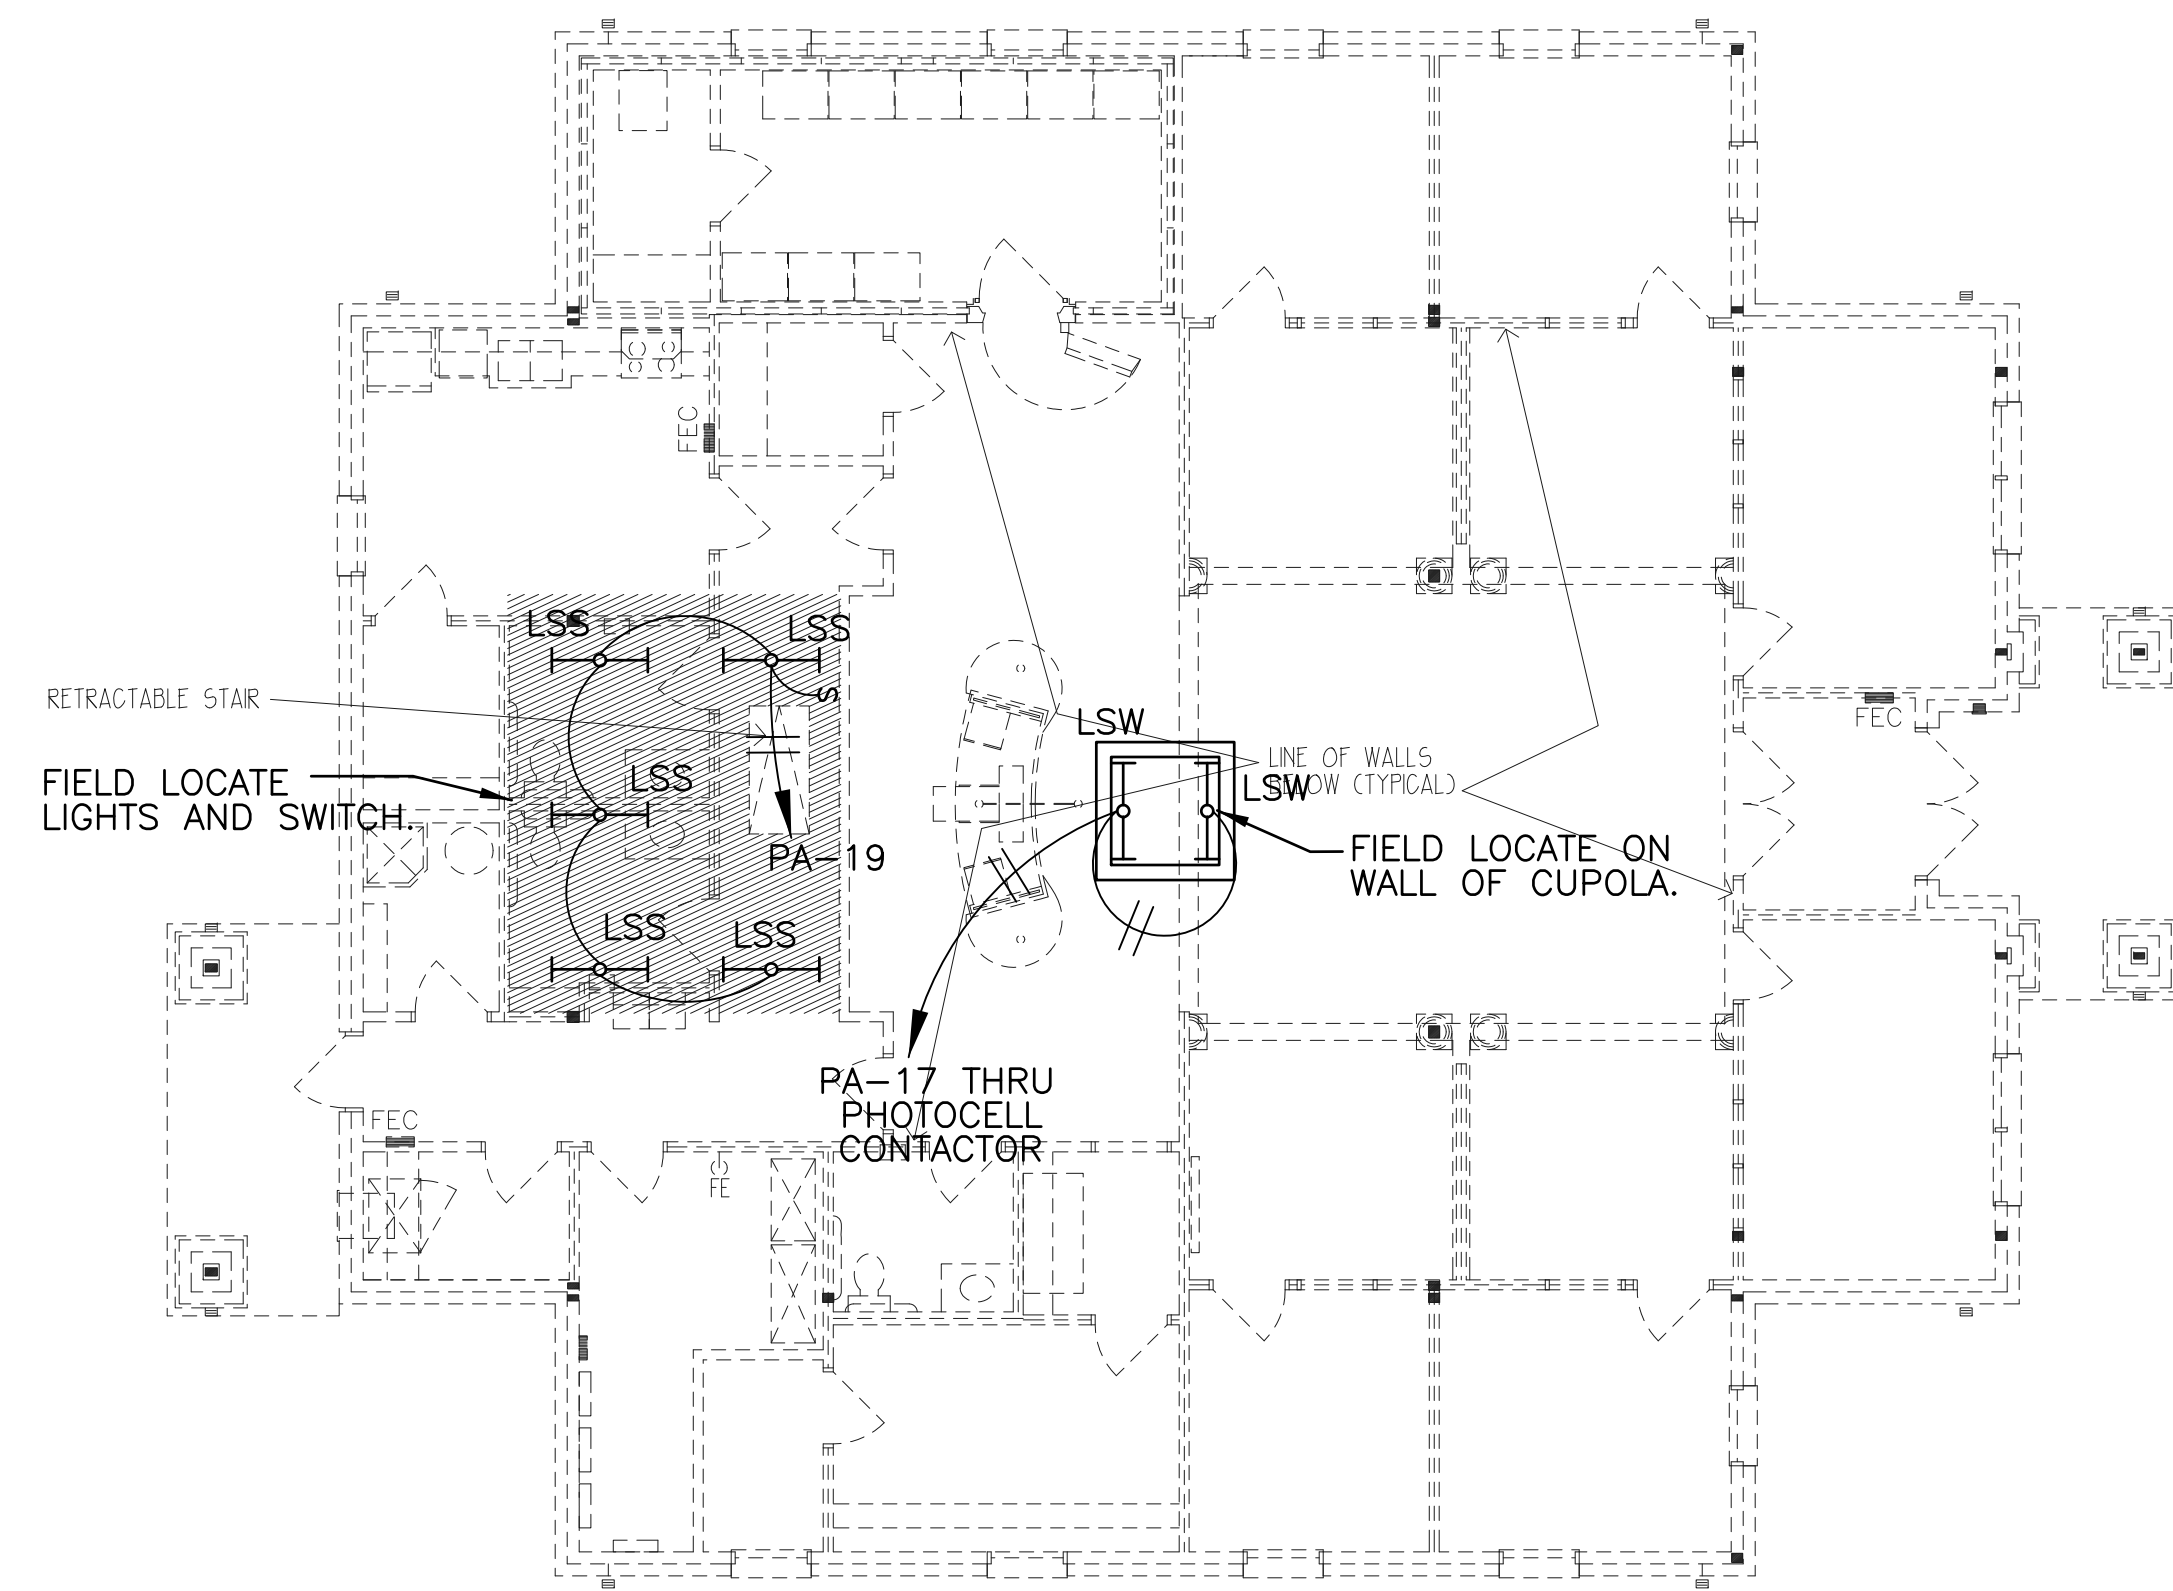 FEC
LSS
LSS
S
RETRACTABLE STAIR
LSW
FEC
LINE OF WALLS
BELOW (TYPICAL)
FIELD LOCATE
LIGHTS AND SWITCH.
LSS
LSW
PA-19
FIELD LOCATE ON
WALL OF CUPOLA.
LSS
LSS
PA-17 THRU
PHOTOCELL
CONTACTOR
FEC
FE